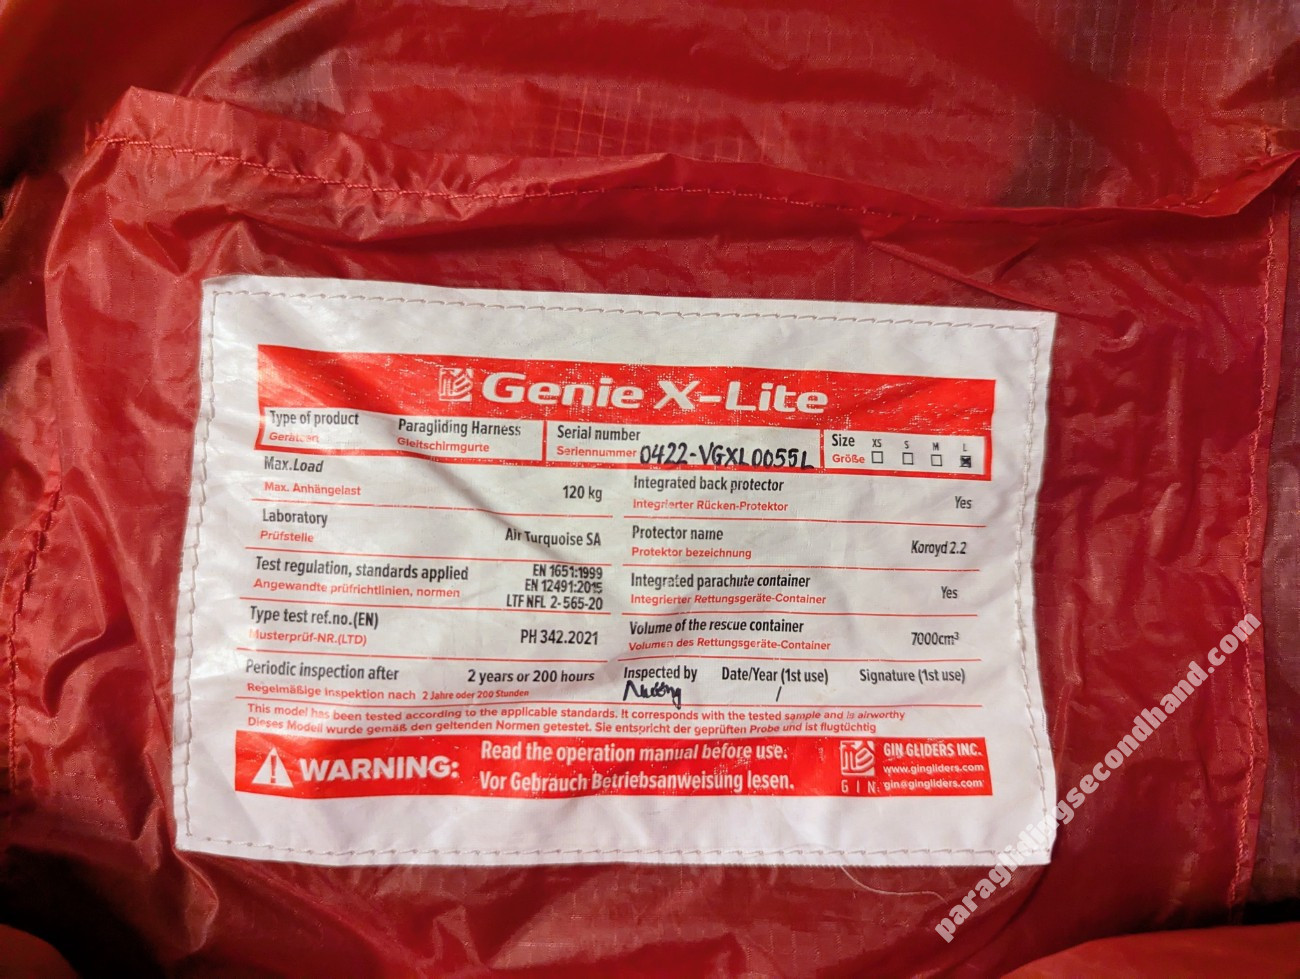 Genie X-Lite
Type of product Paragliding Harness
Geräteart Gleitschirmgurte
Serial number
Seriennummer 0422-VGXL0055L
Size XS S M L
Größe
Max.Load 120 kg
Max. Anhängelast
Laboratory Air Turquoise SA
Prüfstelle
Test regulation, standards applied EN 1651:1999
Angewandte prüfrichtlinien, normen EN 12491:2015
LTF NFL 2-565-20
Type test ref.no.(EN) PH 342.2021
Musterprüf-NR.(LTD)
Periodic inspection after 2 years or 200 hours
Regelmäßige Inspektion nach 2 Jahre oder 200 Stunden
Integrated back protector Yes
Integrierter Rücken-Protektor
Protector name Koroyd 2.2
Protektor bezeichnung
Integrated parachute container Yes
Integrierter Rettungsgeräte-Container
Volume of the rescue container 7000cm³
Volumen des Rettungsgeräte-Container
Inspected by Date/Year (1st use) Signature (1st use)
/
This model has been tested according to the applicable standards. It corresponds with the tested sample and is airworthy
Dieses Modell wurde gemäß den geltenden Normen getestet. Sie entspricht der geprüften Probe und ist flugtüchtig
WARNING: Read the operation manual before use.
Vor Gebrauch Betriebsanweisung lesen.
GIN GLIDERS INC.
www.gingliders.com
GIN gin@gingliders.com
paraglidingsecondhand.com